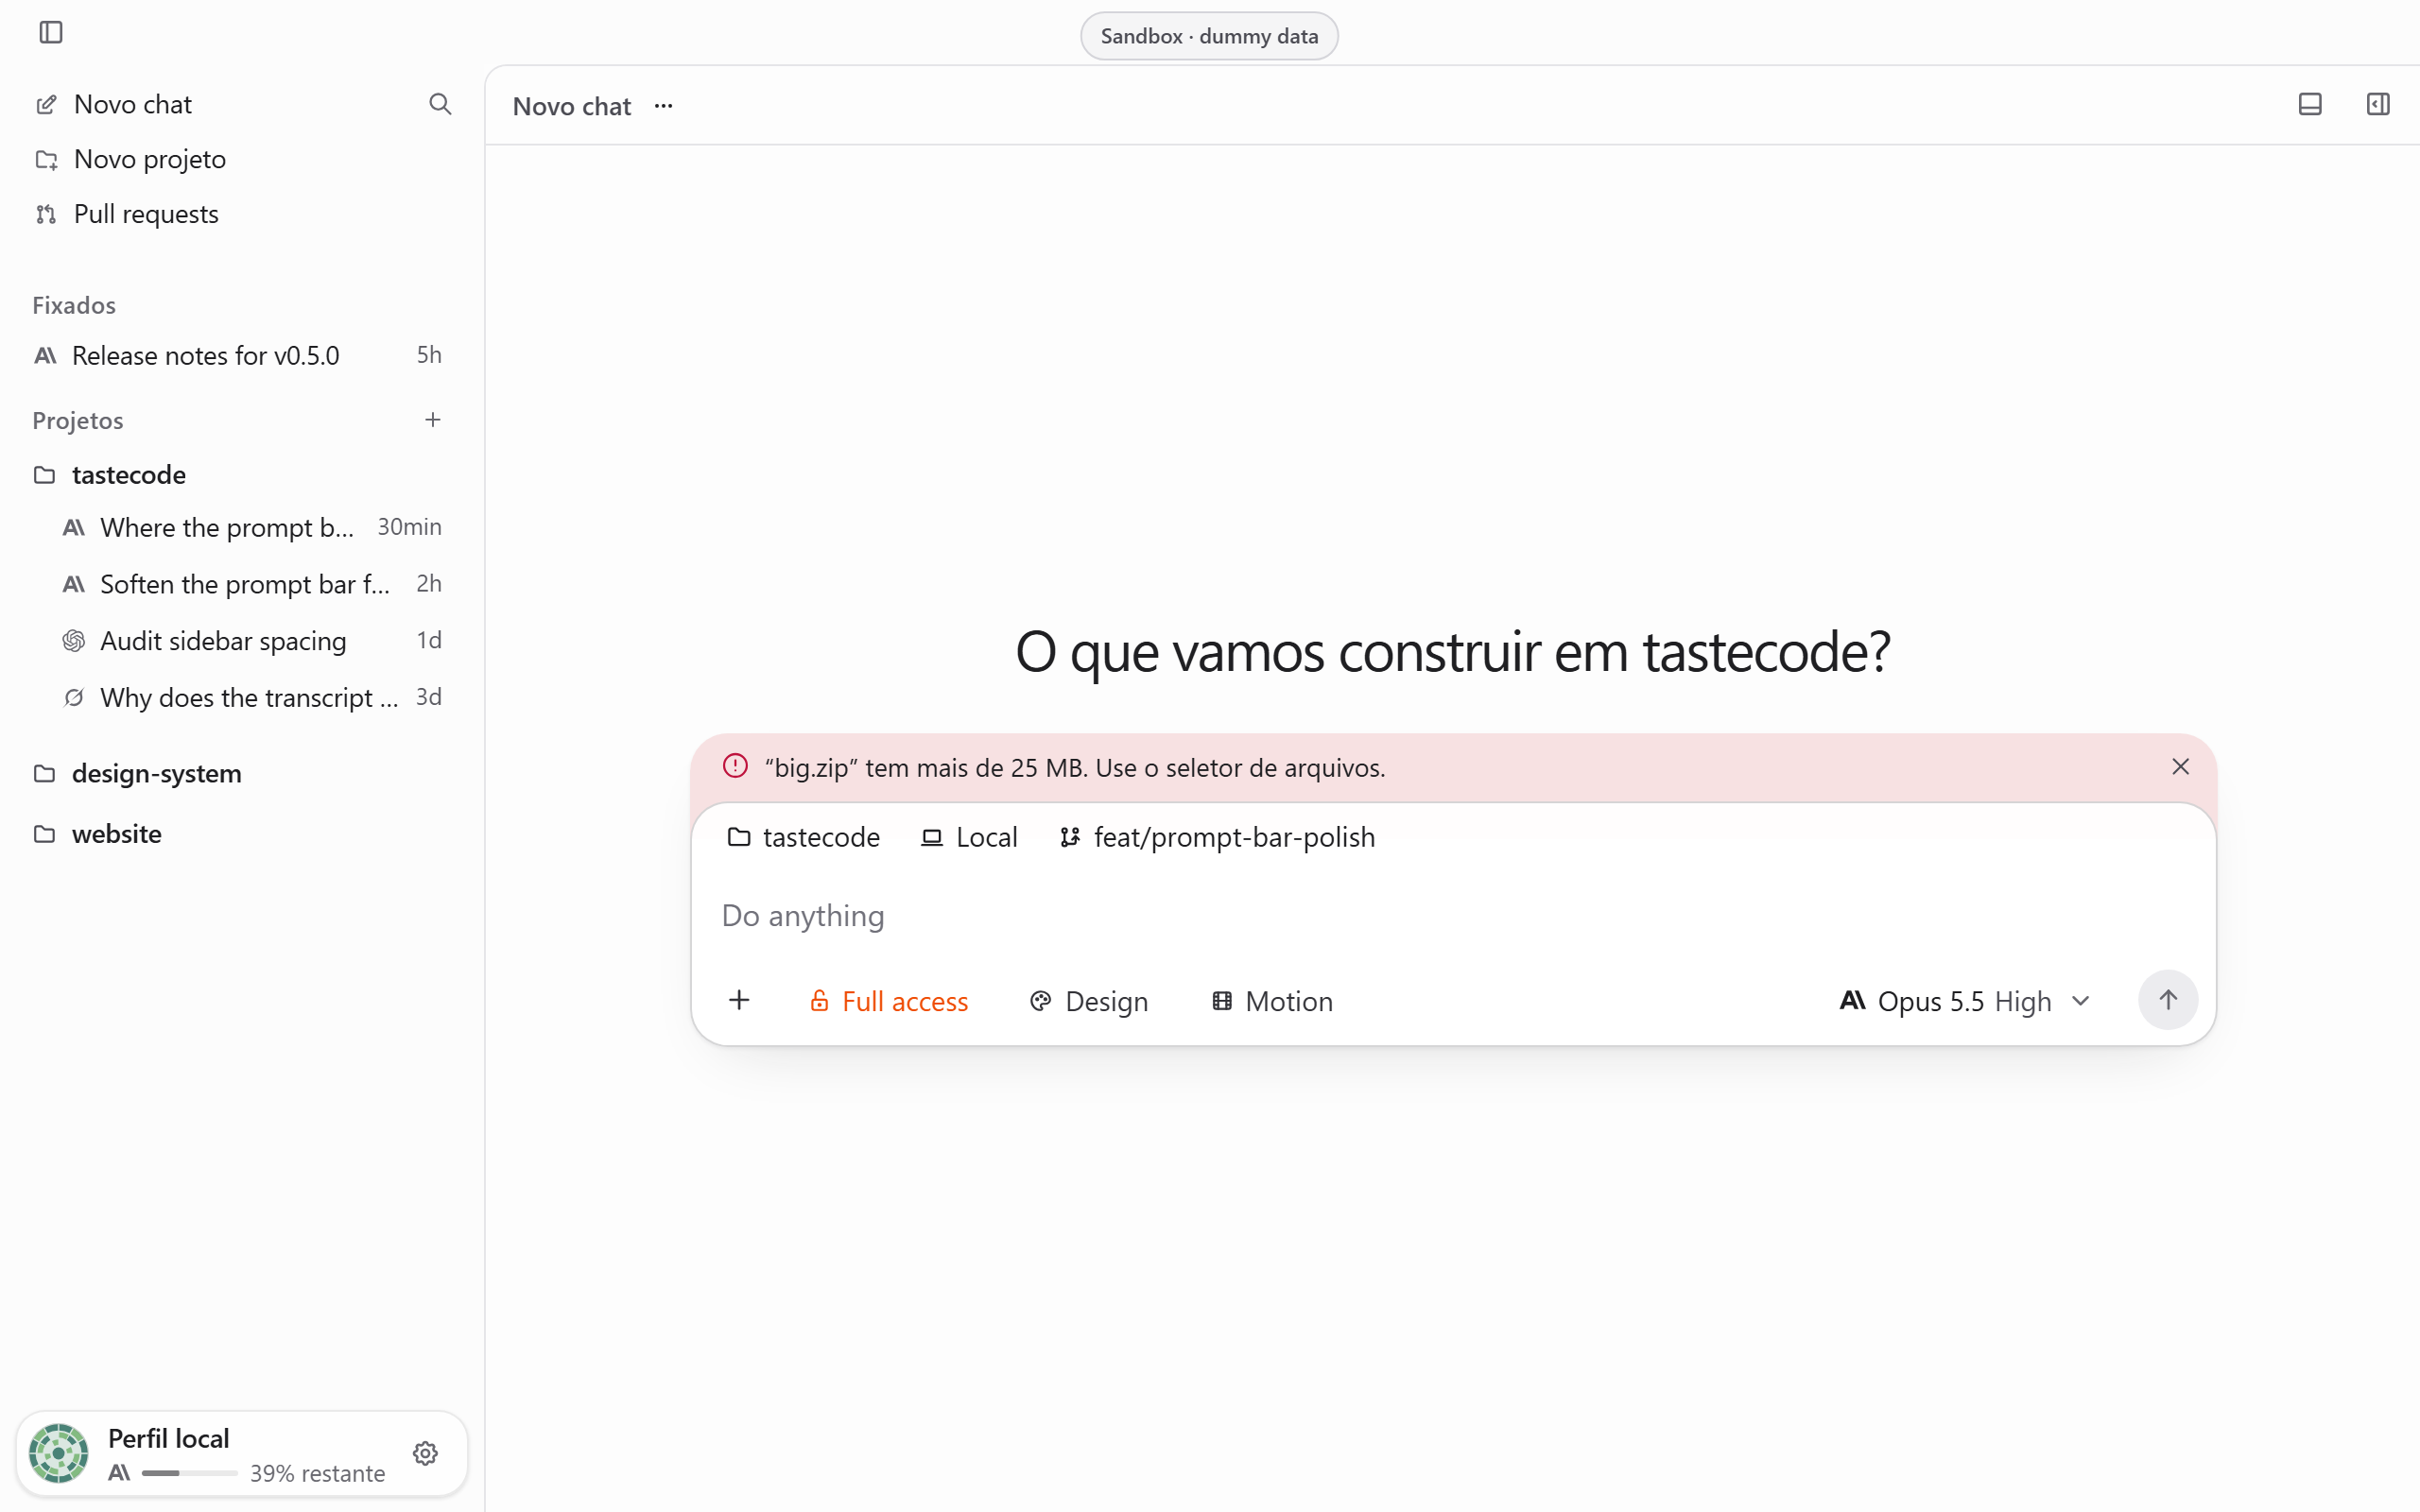 Sandbox · dummy data
Novo chat
Novo projeto
Pull requests
Fixados
Release notes for v0.5.0 5h
Projetos
tastecode
Where the prompt b... 30min
Soften the prompt bar f... 2h
Audit sidebar spacing 1d
Why does the transcript ... 3d
design-system
website
Perfil local
39% restante
Novo chat
O que vamos construir em tastecode?
“big.zip” tem mais de 25 MB. Use o seletor de arquivos.
tastecode Local feat/prompt-bar-polish
Do anything
Full access Design Motion Opus 5.5 High